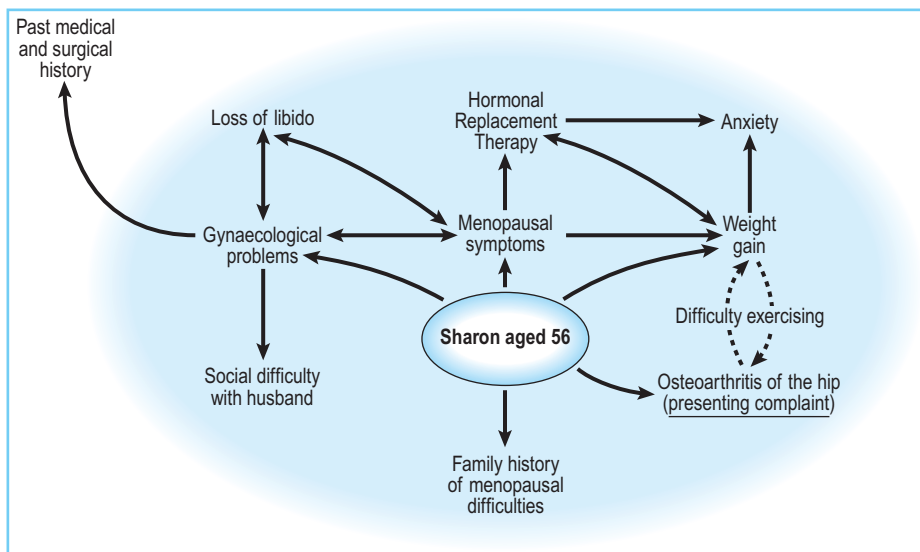 Past medical
and surgical
history
Loss of libido
Hormonal
Replacement
Therapy
Anxiety
Gynaecological
problems
Menopausal
symptoms
Weight
gain
Difficulty exercising
Sharon aged 56
Social difficulty
with husband
Osteoarthritis of the hip
(presenting complaint)
Family history
of menopausal
difficulties